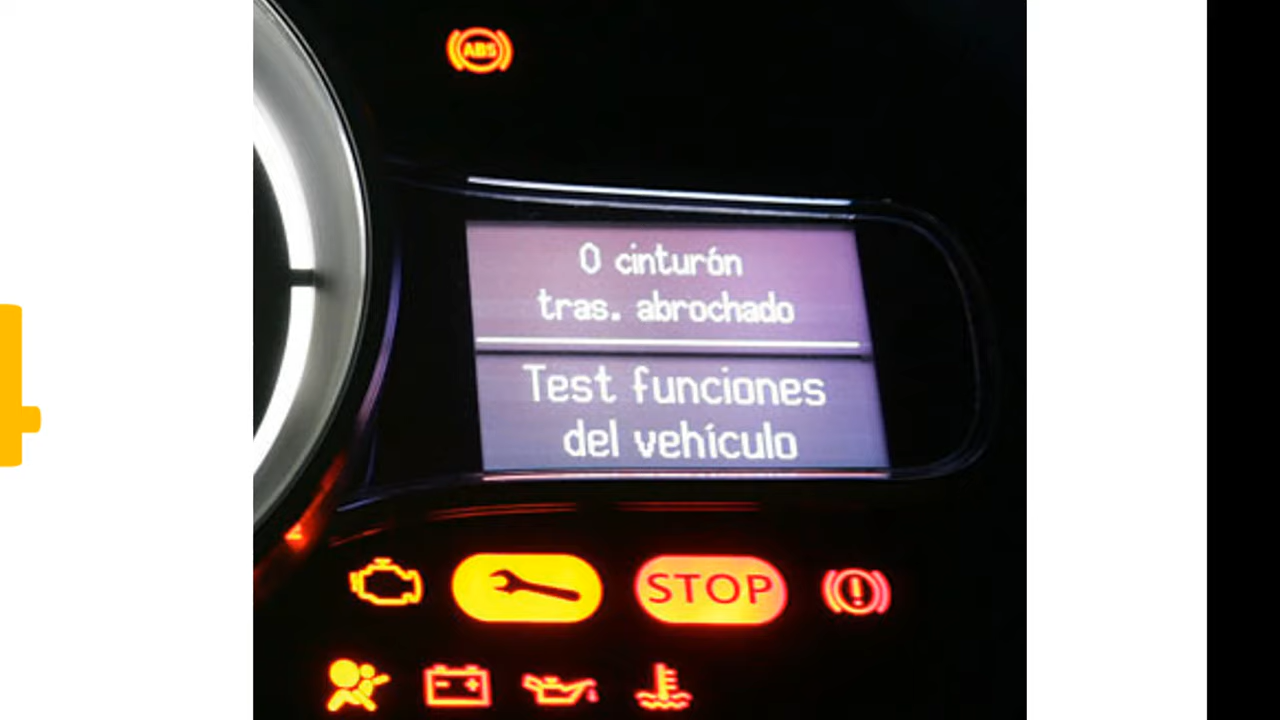 ABS
0 cinturón
tras. abrochado
Test funciones
del vehículo
STOP